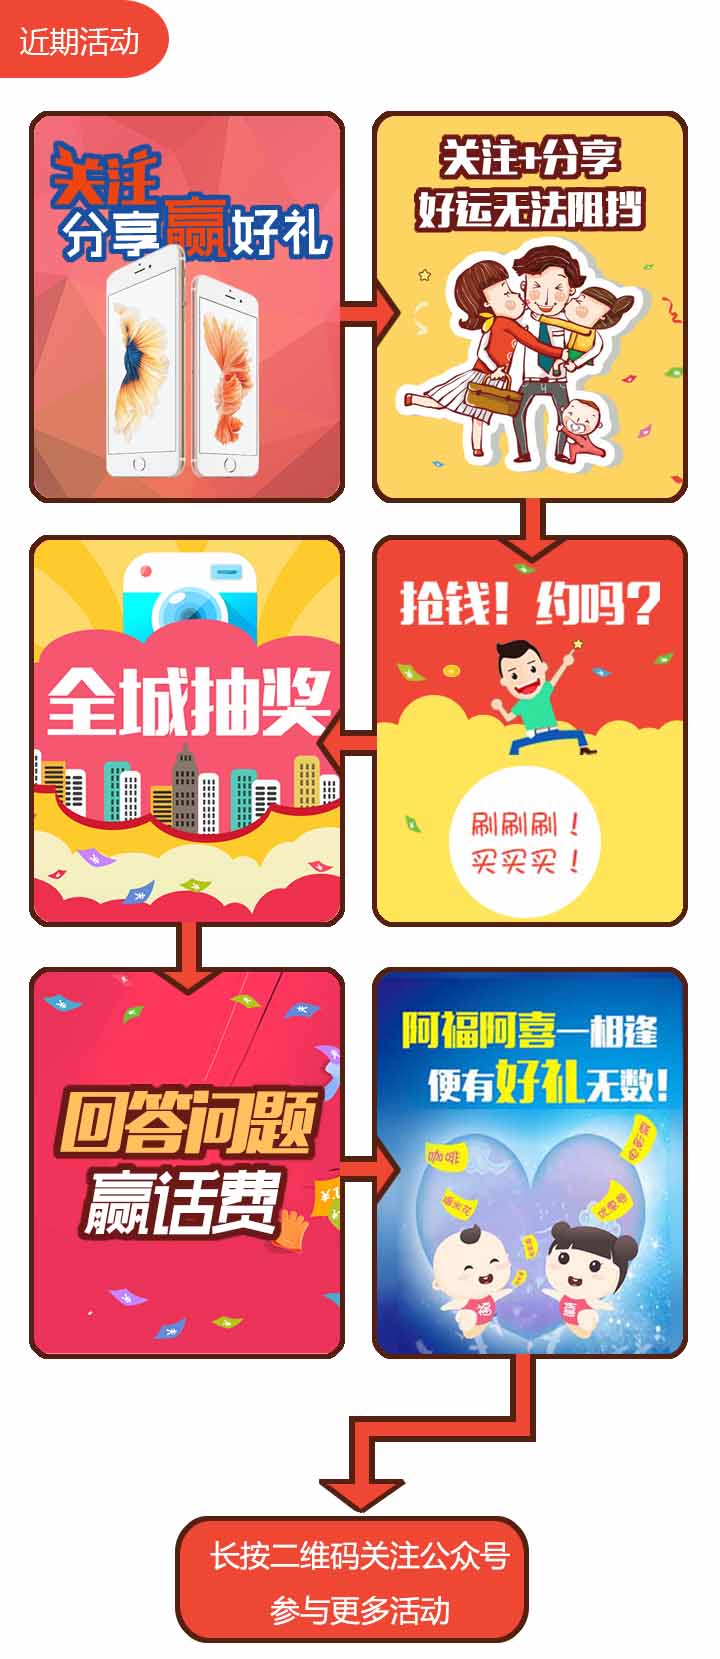 近期活动
关注
分享赢好礼
关注+分享
好运无法阻挡
抢钱！约吗？
刷刷刷！
买买买！
全城抽奖
回答问题
赢话费
阿福阿喜一相逢
便有好礼无数！
咖啡
福
喜
长按二维码关注公众号
参与更多活动